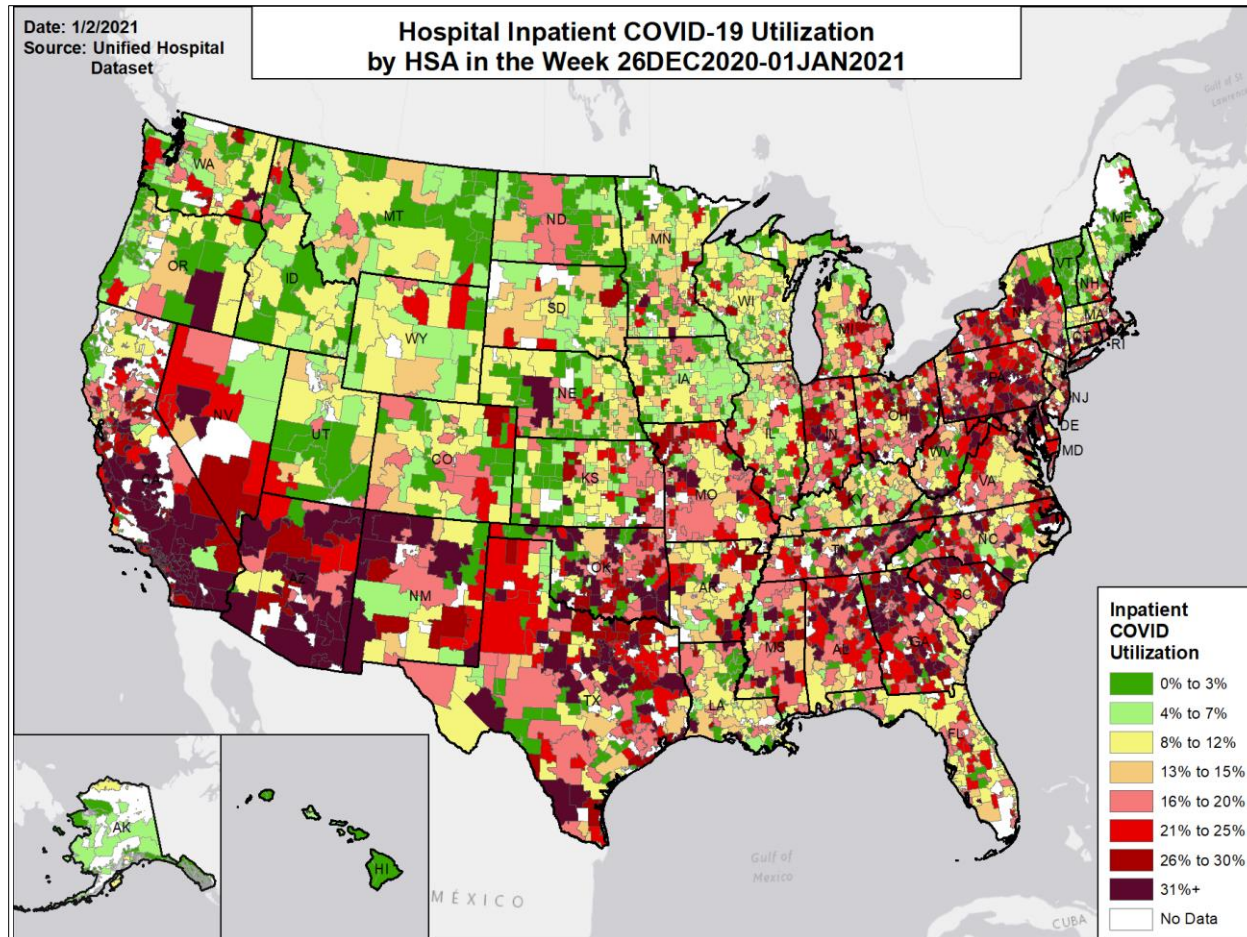 Date: 1/2/2021
Source: Unified Hospital
Dataset
Hospital Inpatient COVID-19 Utilization
by HSA in the Week 26DEC2020-01JAN2021
Gulf of St
Lawrence
WA
MT
ND
MN
ME
OR
ID
SD
WI
MI
VT
NH
WY
MA
RI
IA
NE
PA
NJ
NV
UT
CO
IL
IN
OH
DE
MD
WV
CA
KS
MO
KY
VA
AZ
NM
OK
AR
TN
NC
SC
MS
AL
GA
TX
LA
FL
AK
HI
Gulf of
Mexico
MÉXICO
CUBA
Inpatient
COVID
Utilization
0% to 3%
4% to 7%
8% to 12%
13% to 15%
16% to 20%
21% to 25%
26% to 30%
31%+
No Data